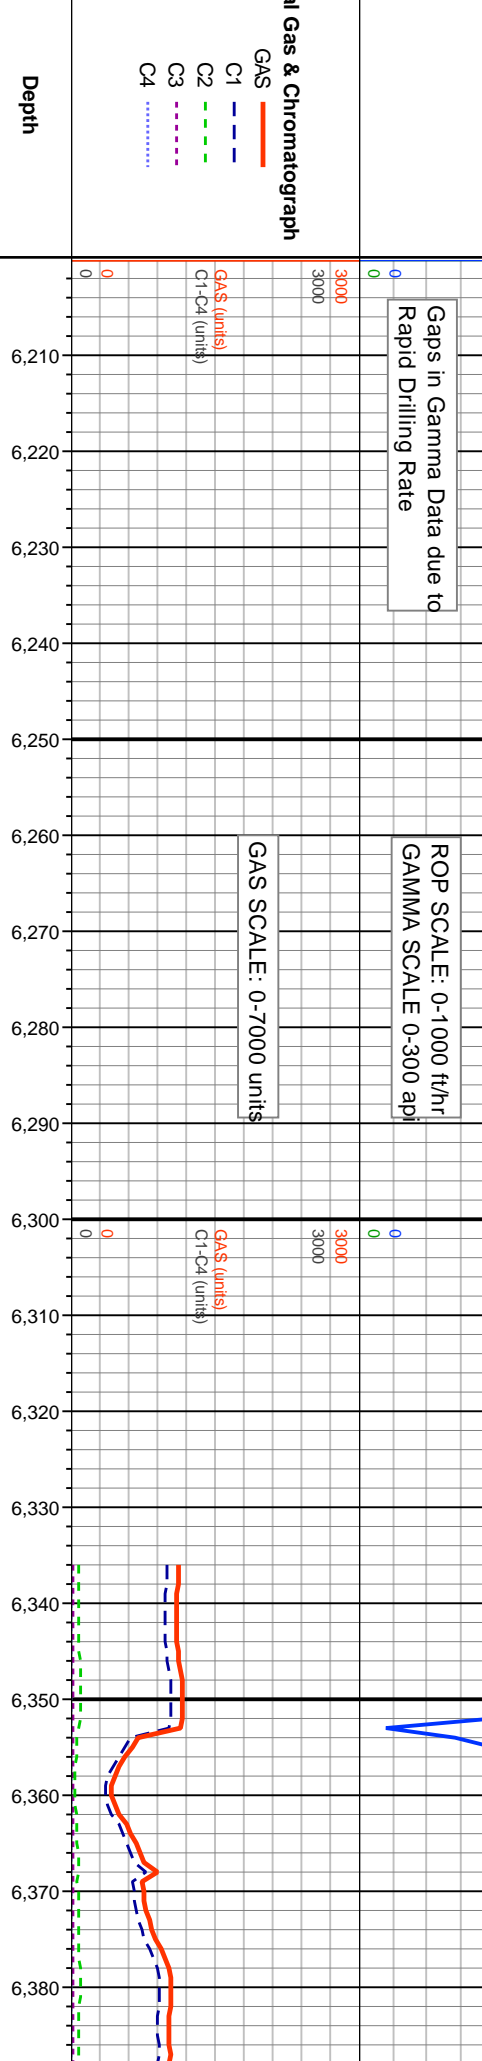 al Gas & Chromatograph
GAS
C1
C2
C3
C4
Depth
0
0
3000
3000
GAS (units)
C1-C4 (units)
0
0
Gaps in Gamma Data due to
Rapid Drilling Rate
6,210
6,220
6,230
6,240
6,250
6,260
6,270
6,280
6,290
ROP SCALE: 0-1000 ft/hr
GAMMA SCALE 0-300 api
GAS SCALE: 0-7000 units
6,300
0
0
3000
3000
GAS (units)
C1-C4 (units)
0
0
6,310
6,320
6,330
6,340
6,350
6,360
6,370
6,380